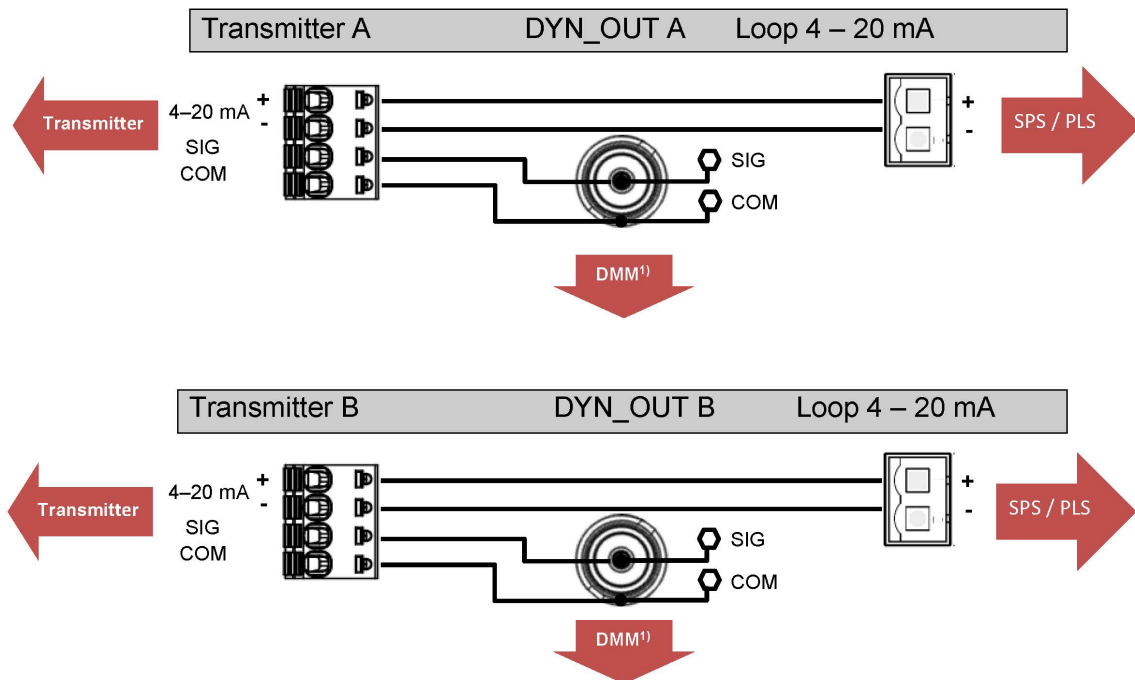 Transmitter A DYN_OUT A Loop 4 – 20 mA
Transmitter
4–20 mA
+
-
SIG
COM
SIG
COM
+
-
SPS / PLS
DMM1)
Transmitter B DYN_OUT B Loop 4 – 20 mA
Transmitter
4–20 mA
+
-
SIG
COM
SIG
COM
+
-
SPS / PLS
DMM1)